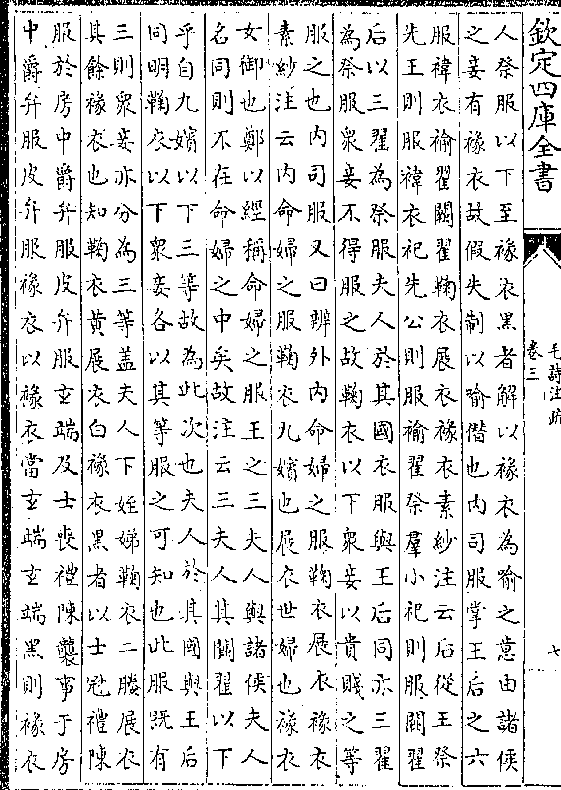 欽定四庫全書
毛詩注疏
卷三
七
人祭服以下至褖衣黑者解以褖衣為喻之意由諸侯
之妾有褖衣故假失制以喻僭也内司服掌王后之六
服褘衣揄翟闕翟鞠衣展衣褖衣素紗注云后從王祭
先王則服褘衣祀先公則服揄翟祭羣小祀則服闕翟
后以三翟為祭服夫人於其國衣服與王后同亦三翟
為祭服衆妾不得服之故鞠衣以下衆妾以貴賤之等
服之也内司服又曰辨外内命婦之服鞠衣展衣褖衣
素紗注云内命婦之服鞠衣九嬪也展衣世婦也褖衣
女御也鄭以經稱命婦之服王之三夫人與諸侯夫人
名同則不在命婦之中矣故注云三夫人其闕翟以下
乎自九嬪以下三等故為此次也夫人於其國與王后
同明鞠衣以下衆妾各以其等服之可知也此服既有
三則衆妾亦分為三等蓋夫人下姪娣鞠衣二媵展衣
其餘褖衣也知鞠衣黄展衣白褖衣黑者以士冠禮陳
服於房中爵弁服皮弁服玄端及士喪禮陳襲事于房
中爵弁服皮弁服褖衣以褖衣當玄端玄端黑則褖衣